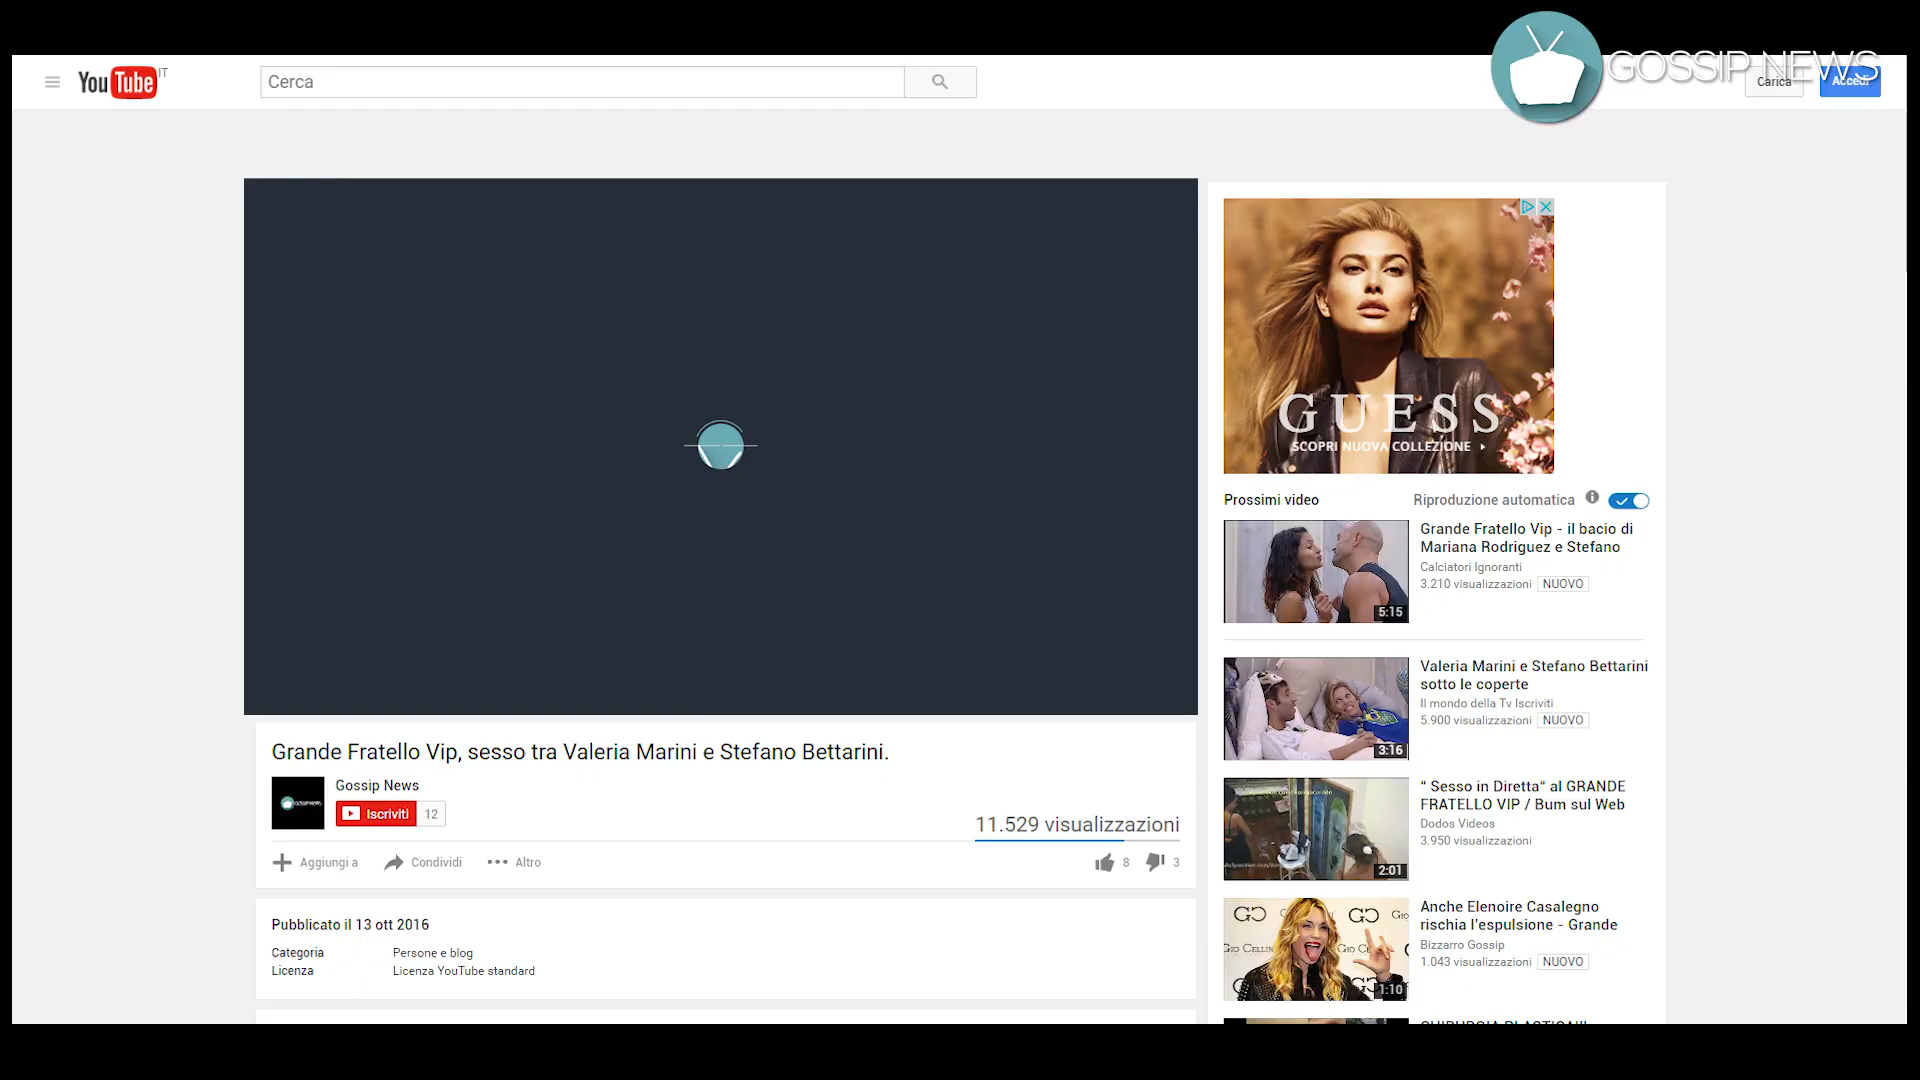 GOSSIP NEWS
YouTube IT
Cerca
Carica
Accedi
GUESS
SCOPRI NUOVA COLLEZIONE
Prossimi video
Riproduzione automatica
Grande Fratello Vip - il bacio di
Mariana Rodriguez e Stefano
Calciatori Ignoranti
3.210 visualizzazioni NUOVO
5:15
Valeria Marini e Stefano Bettarini
sotto le coperte
Il mondo della Tv Iscriviti
5.900 visualizzazioni NUOVO
3:16
“ Sesso in Diretta“ al GRANDE
FRATELLO VIP / Bum sul Web
Dodos Videos
3.950 visualizzazioni
2:01
Anche Elenoire Casalegno
rischia l'espulsione - Grande
Bizzarro Gossip
1.043 visualizzazioni NUOVO
1:10
Grande Fratello Vip, sesso tra Valeria Marini e Stefano Bettarini.
Gossip News
Iscriviti 12
11.529 visualizzazioni
Aggiungi a
Condividi
Altro
8
3
Pubblicato il 13 ott 2016
Categoria Persone e blog
Licenza Licenza YouTube standard